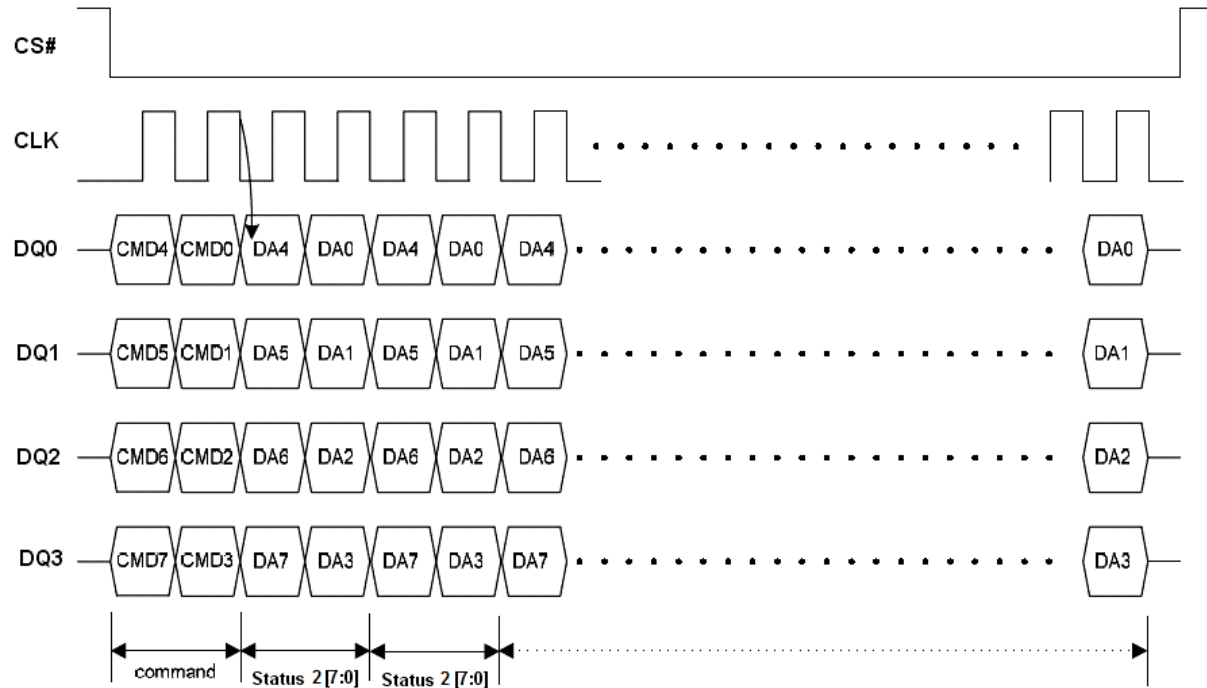 CS#
CLK
DQ0 CMD4 CMD0 DA4 DA0 DA4 DA0 DA4 DA0
DQ1 CMD5 CMD1 DA5 DA1 DA5 DA1 DA5 DA1
DQ2 CMD6 CMD2 DA6 DA2 DA6 DA2 DA6 DA2
DQ3 CMD7 CMD3 DA7 DA3 DA7 DA3 DA7 DA3
command Status 2 [7:0] Status 2 [7:0]